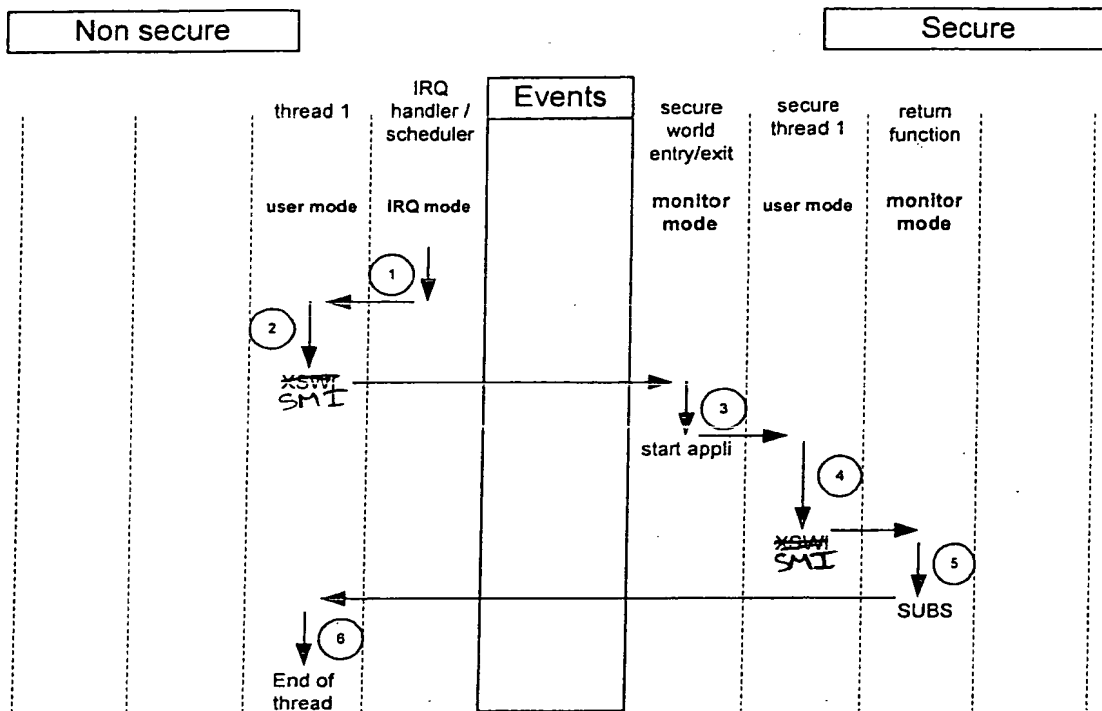 Non secure
Secure
Events
thread 1
IRQ
handler /
scheduler
secure
world
entry/exit
secure
thread 1
return
function
user mode
IRQ mode
monitor
mode
user mode
monitor
mode
1
2
XSWI
SMI
3
start appli
4
XSWI
SMI
5
SUBS
6
End of
thread